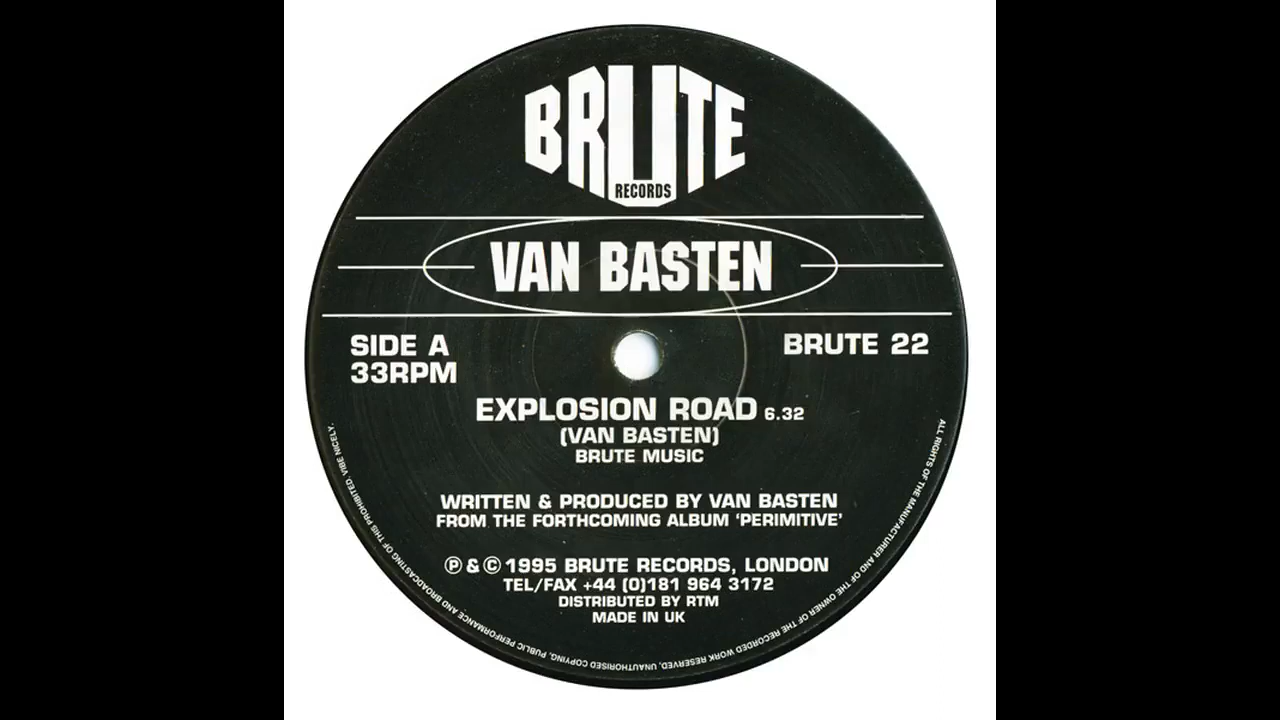 BRUTE
RECORDS
VAN BASTEN
SIDE A
33RPM
BRUTE 22
EXPLOSION ROAD 6.32
(VAN BASTEN)
BRUTE MUSIC
WRITTEN & PRODUCED BY VAN BASTEN
FROM THE FORTHCOMING ALBUM ‘PERIMITIVE’
Ⓟ & © 1995 BRUTE RECORDS, LONDON
TEL/FAX +44 (0)181 964 3172
DISTRIBUTED BY RTM
MADE IN UK
ALL RIGHTS OF THE MANUFACTURER AND OF THE OWNER OF THE RECORDED WORK RESERVED, UNAUTHORISED COPYING, PUBLIC PERFORMANCE AND BROADCASTING OF THIS PROHIBITED. VIBE NICELY.